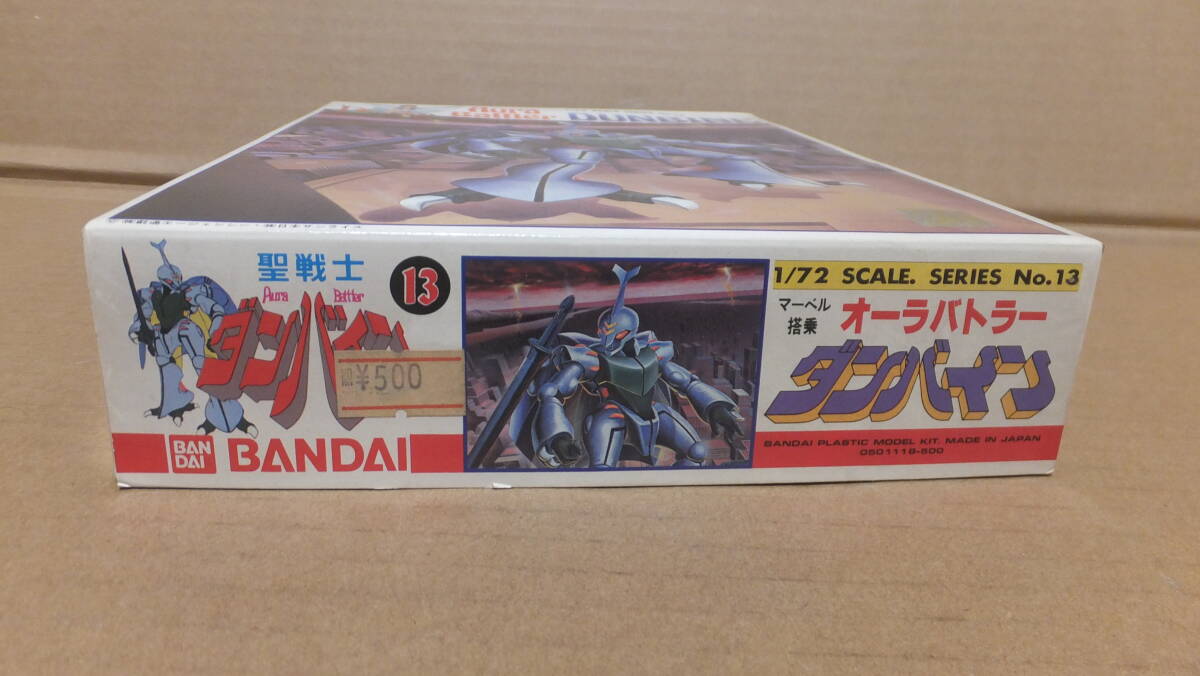 Aura
Battler
DUNBINE
聖戦士
Aura Battler
ダンバイン
13
¥500
BAN
DAI
BANDAI
1/72 SCALE. SERIES No.13
マーベル
搭乗
オーラバトラー
ダンバイン
BANDAI PLASTIC MODEL KIT. MADE IN JAPAN
0501118-500